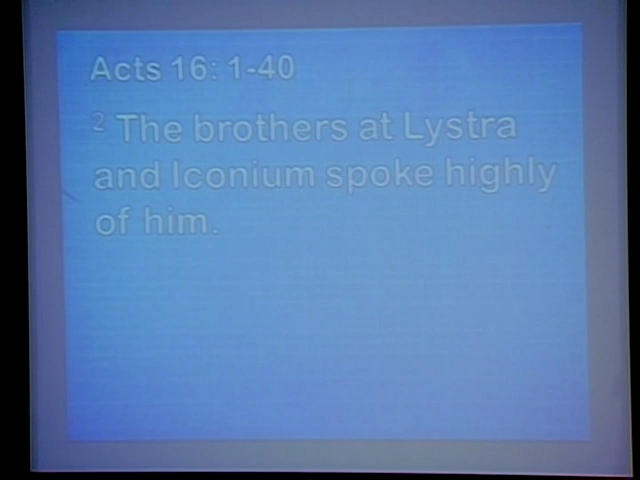 Acts 16: 1-40
2 The brothers at Lystra
and Iconium spoke highly
of him.